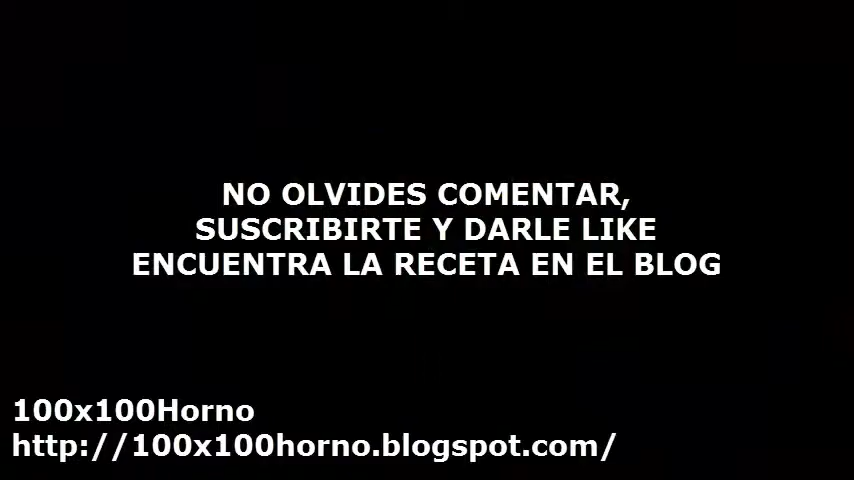 NO OLVIDES COMENTAR,
SUSCRIBIRTE Y DARLE LIKE
ENCUENTRA LA RECETA EN EL BLOG
100x100Horno
http://100x100horno.blogspot.com/